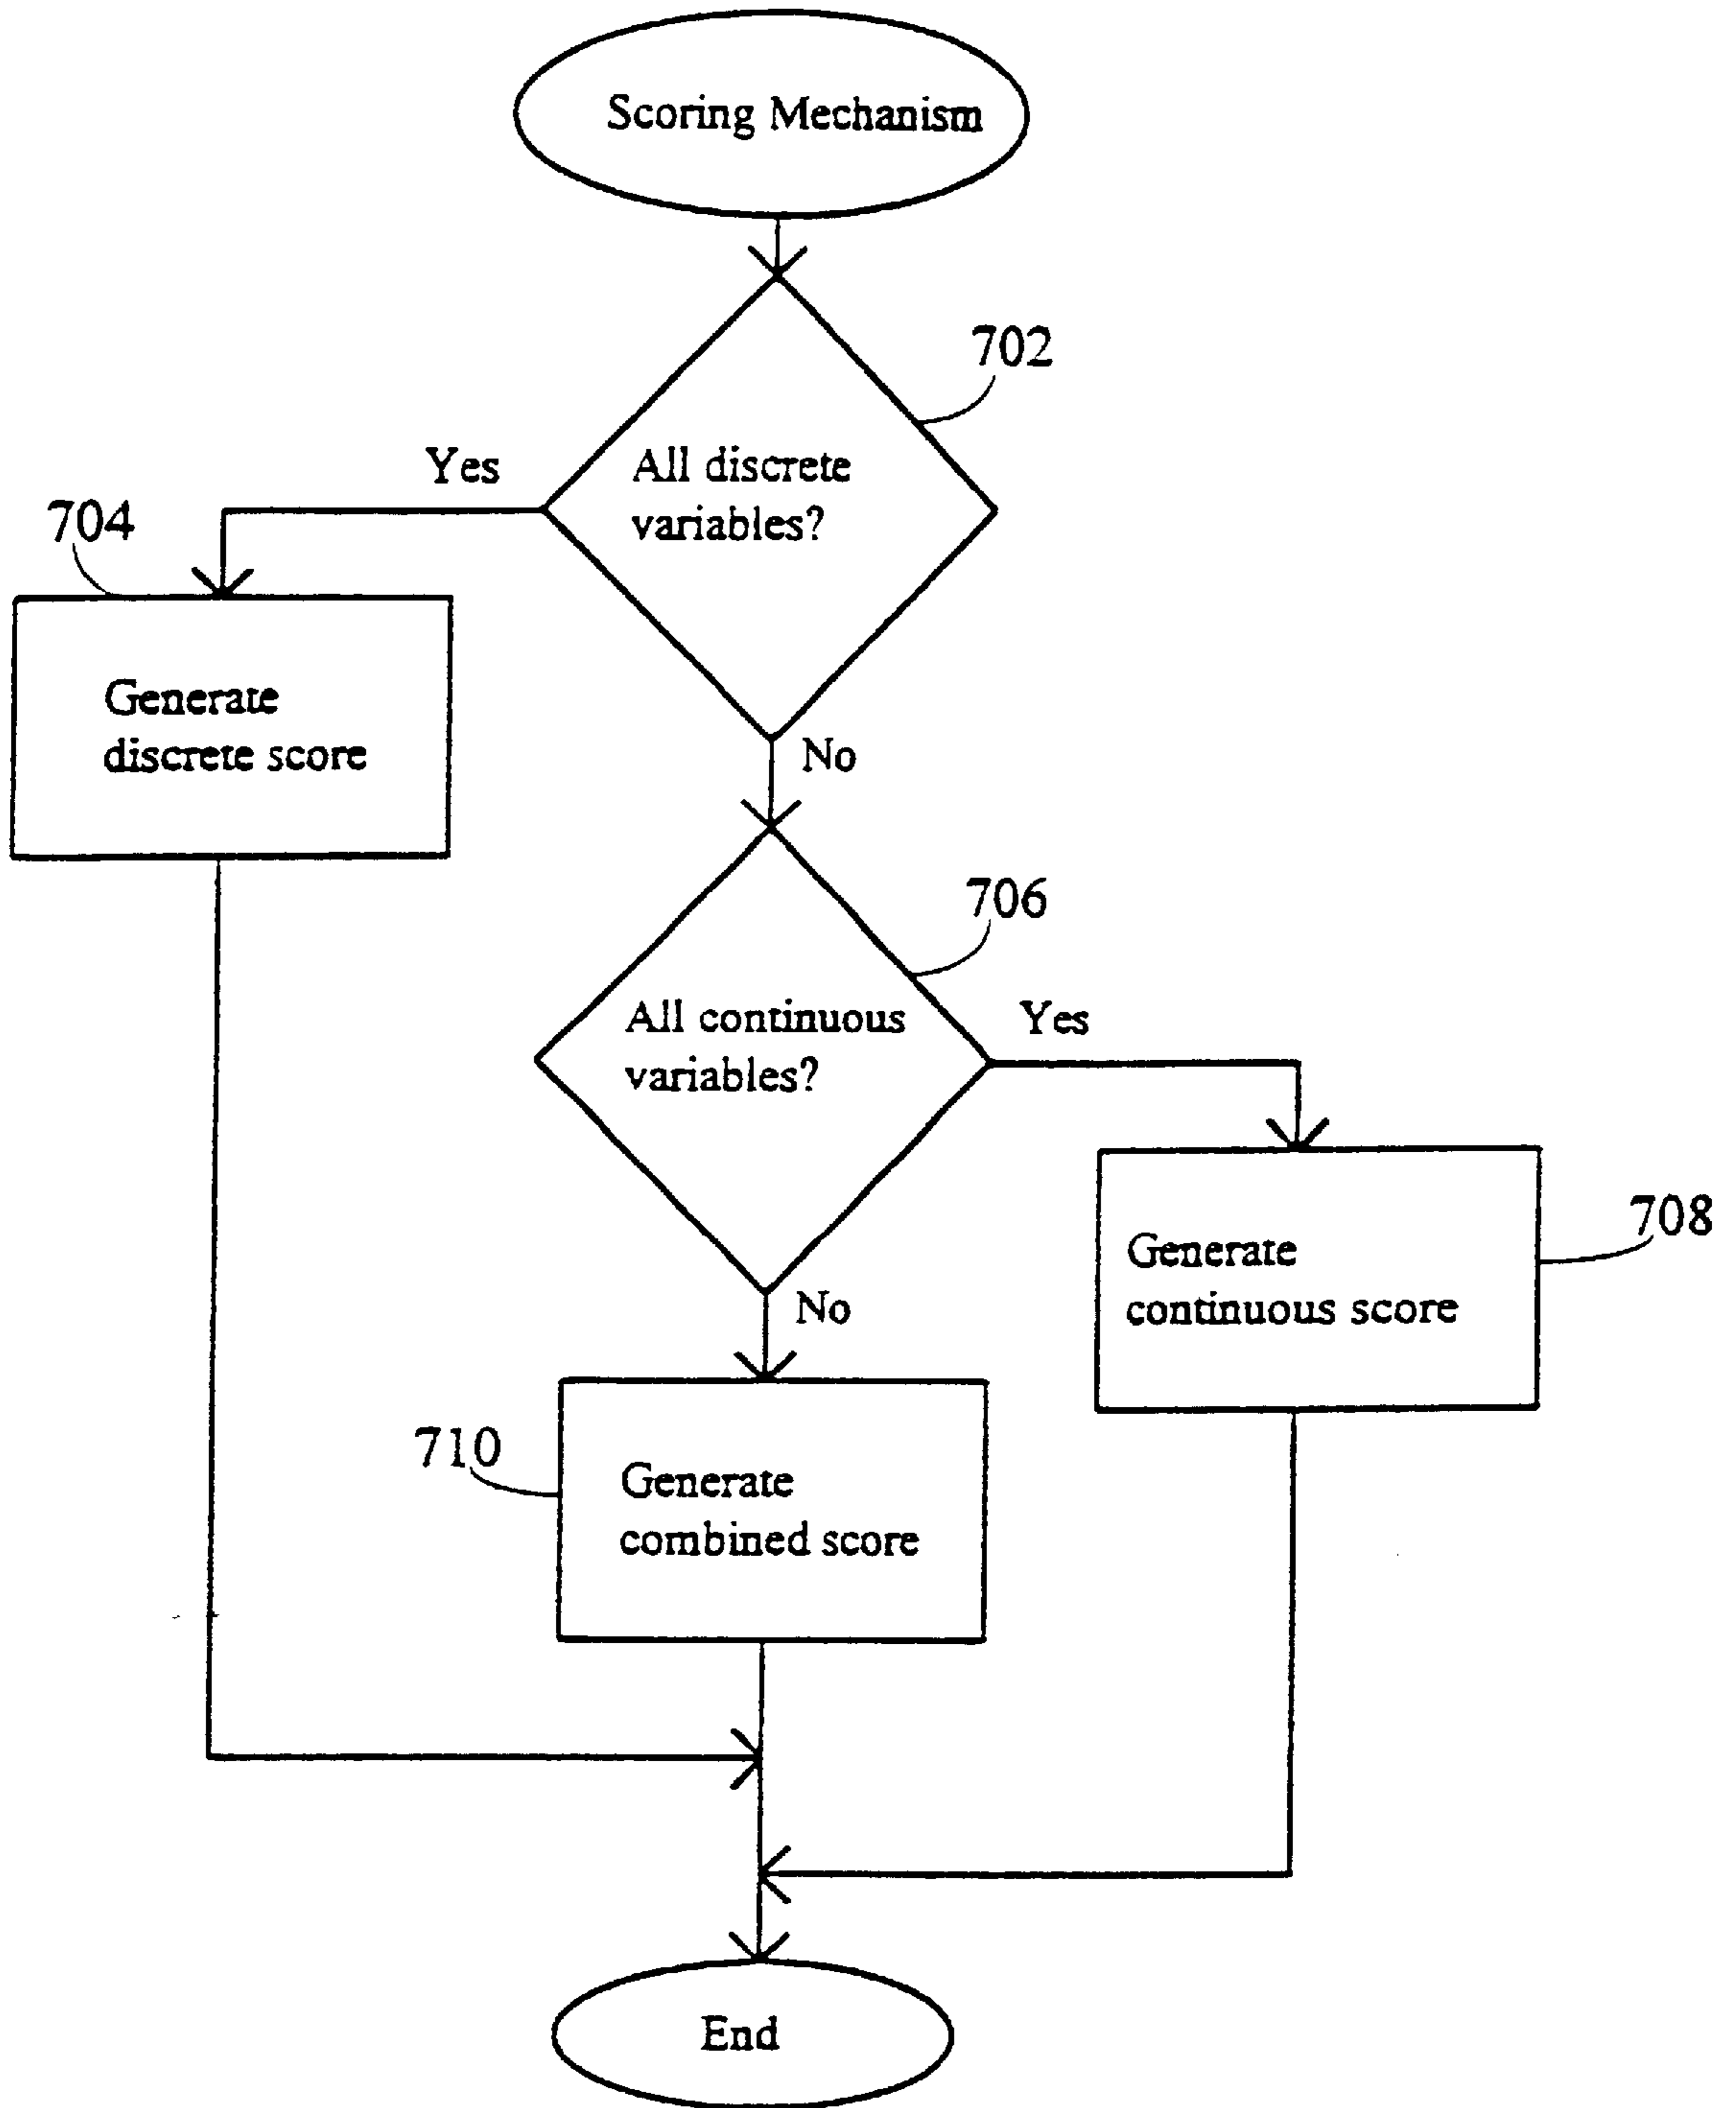 Scoring Mechanism
702
Yes
All discrete
variables?
704
Generate
discrete score
No
706
All continuous
variables?
Yes
708
Generate
continuous score
No
710
Generate
combined score
End